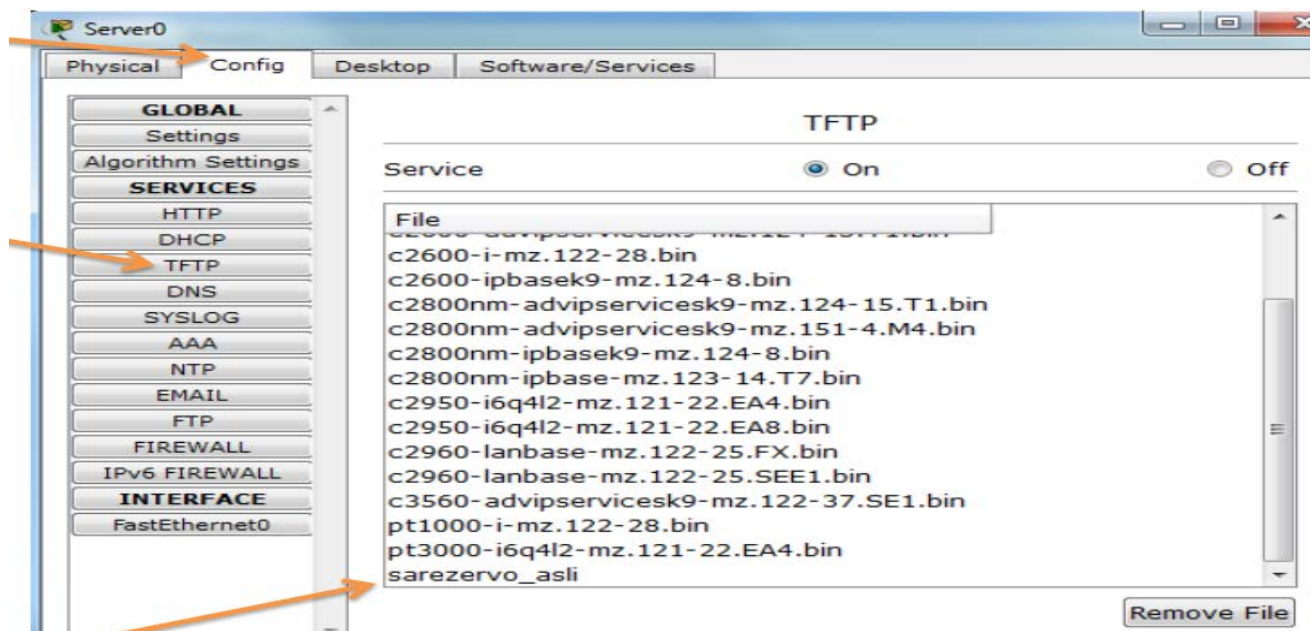 Server0
Physical Config Desktop Software/Services
GLOBAL
Settings
Algorithm Settings
SERVICES
HTTP
DHCP
TFTP
DNS
SYSLOG
AAA
NTP
EMAIL
FTP
FIREWALL
IPv6 FIREWALL
INTERFACE
FastEthernet0
TFTP
Service On Off
File
c2600-i-mz.122-28.bin
c2600-ipbasek9-mz.124-8.bin
c2800nm-advipservicesk9-mz.124-15.T1.bin
c2800nm-advipservicesk9-mz.151-4.M4.bin
c2800nm-ipbasek9-mz.124-8.bin
c2800nm-ipbase-mz.123-14.T7.bin
c2950-i6q4l2-mz.121-22.EA4.bin
c2950-i6q4l2-mz.121-22.EA8.bin
c2960-lanbase-mz.122-25.FX.bin
c2960-lanbase-mz.122-25.SEE1.bin
c3560-advipservicesk9-mz.122-37.SE1.bin
pt1000-i-mz.122-28.bin
pt3000-i6q4l2-mz.121-22.EA4.bin
sarezervo_asli
Remove File